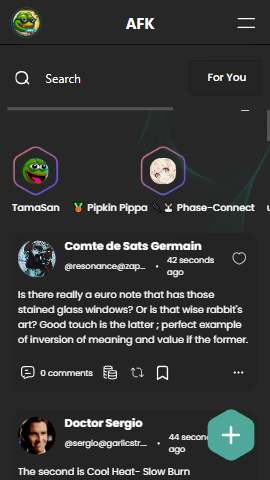 AFK
Search
For You
TamaSan
Pipkin Pippa
Phase-Connect
Comte de Sats Germain
@resonance@zap...
42 seconds
ago
Is there really a euro note that has those
stained glass windows? Or is that wise rabbit's
art? Good touch is the latter ; perfect example
of inversion of meaning and value if the former.
0 comments
...
Doctor Sergio
@sergio@garlicstr...
44 seconds
ago
The second is Cool Heat- Slow Burn